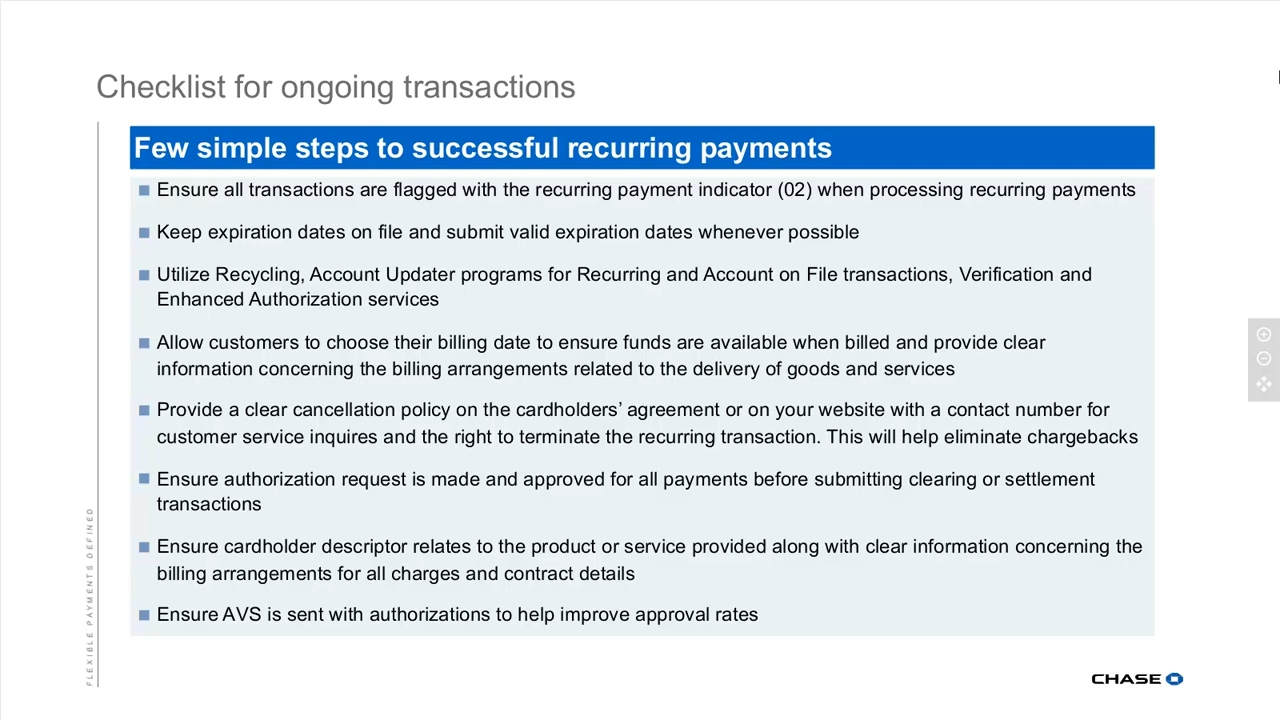 Checklist for ongoing transactions
Few simple steps to successful recurring payments
Ensure all transactions are flagged with the recurring payment indicator (02) when processing recurring payments
Keep expiration dates on file and submit valid expiration dates whenever possible
Utilize Recycling, Account Updater programs for Recurring and Account on File transactions, Verification and
Enhanced Authorization services
Allow customers to choose their billing date to ensure funds are available when billed and provide clear
information concerning the billing arrangements related to the delivery of goods and services
Provide a clear cancellation policy on the cardholders’ agreement or on your website with a contact number for
customer service inquires and the right to terminate the recurring transaction. This will help eliminate chargebacks
Ensure authorization request is made and approved for all payments before submitting clearing or settlement
transactions
Ensure cardholder descriptor relates to the product or service provided along with clear information concerning the
billing arrangements for all charges and contract details
Ensure AVS is sent with authorizations to help improve approval rates
FLEXIBLE PAYMENTS DEFINED
CHASE